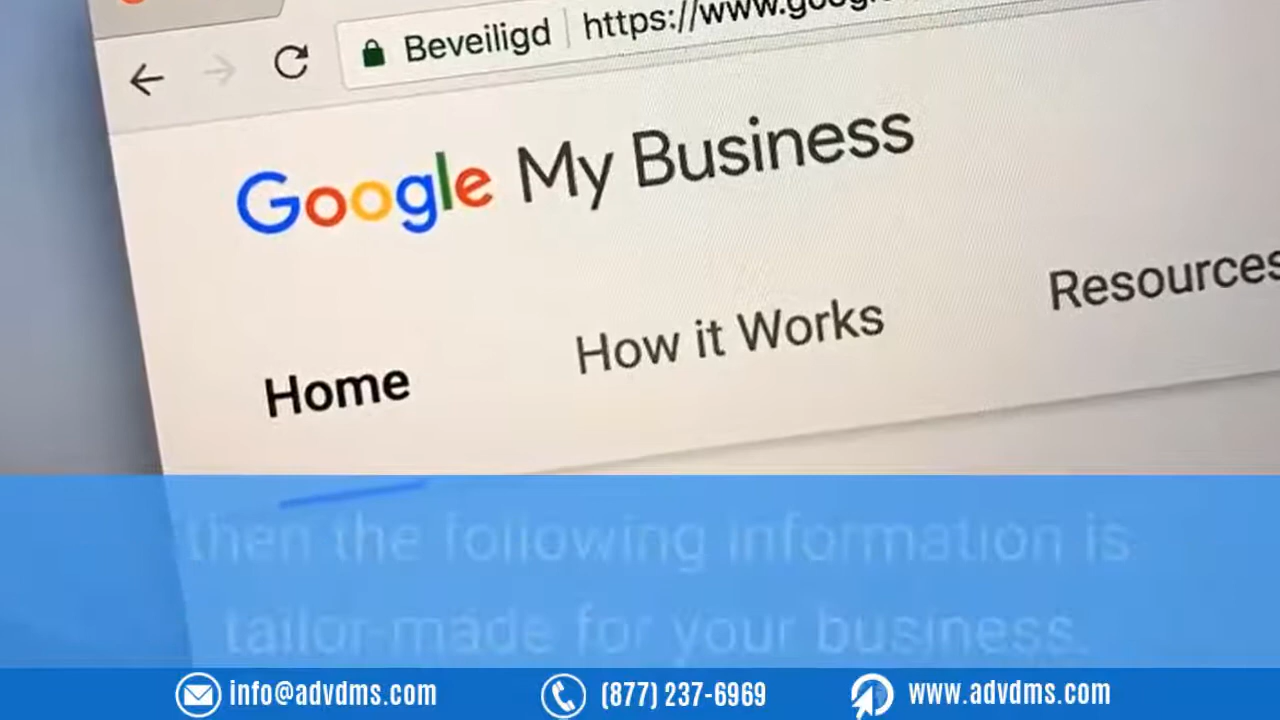 Beveiligd https://www.goog
Google My Business
Home How it Works Resources
then the following information is
tailor-made for your business.
info@advdms.com (877) 237-6969 www.advdms.com